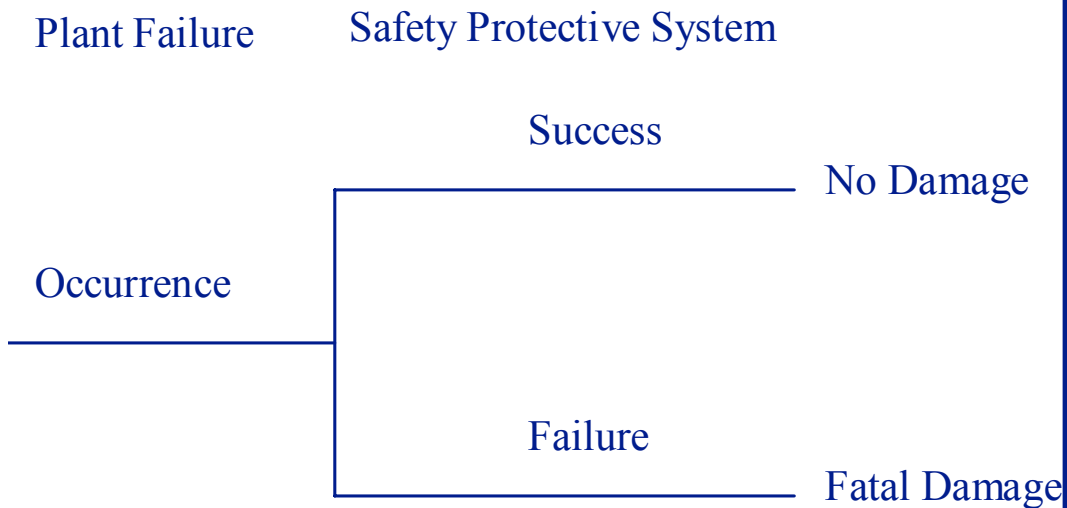 Plant Failure Safety Protective System
Success
No Damage
Occurrence
Failure
Fatal Damage